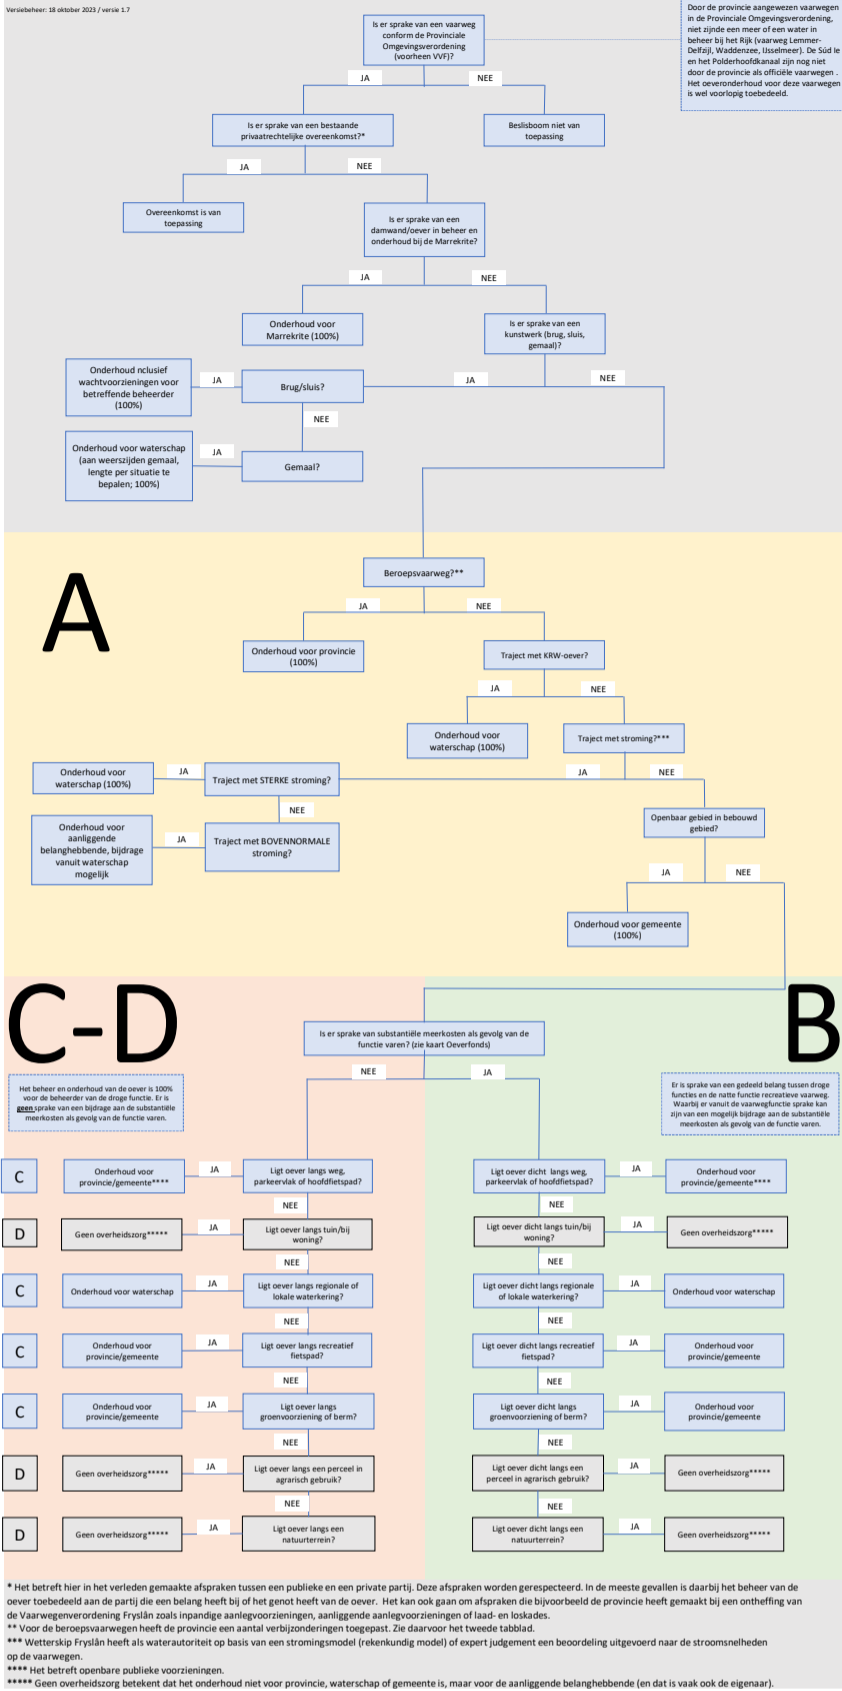 Versiebeheer: 18 oktober 2023 / versie 1.7
Is er sprake van een vaarweg
conform de Provinciale
Omgevingsverordening
(voorheen VVF)?
Door de provincie aangewezen vaarwegen
in de Provinciale Omgevingsverordening,
niet zijnde een meer of een water in
beheer bij het Rijk (vaarweg Lemmer-
Delfzijl, Waddenzee, IJsselmeer). De Súd Ie
en het Polderhoofdkanaal zijn nog niet
door de provincie als officiële vaarwegen .
Het oeveronderhoud voor deze vaarwegen
is wel voorlopig toebedeeld.
JA
NEE
Is er sprake van een bestaande
privaatrechtelijke overeenkomst?*
Beslisboom niet van
toepassing
JA
NEE
Overeenkomst is van
toepassing
Is er sprake van een
damwand/oever in beheer en
onderhoud bij de Marrekrite?
JA
NEE
Onderhoud voor
Marrekrite (100%)
Is er sprake van een
kunstwerk (brug, sluis,
gemaal)?
Onderhoud nclusief
wachtvoorzieningen voor
betreffende beheerder
(100%)
JA
Brug/sluis?
JA
NEE
NEE
Onderhoud voor waterschap
(aan weerszijden gemaal,
lengte per situatie te
bepalen; 100%)
JA
Gemaal?
A
Beroepsvaarweg?**
JA
NEE
Onderhoud voor provincie
(100%)
Traject met KRW-oever?
JA
NEE
Onderhoud voor
waterschap (100%)
Traject met stroming?***
Onderhoud voor
waterschap (100%)
JA
Traject met STERKE stroming?
JA
NEE
NEE
Openbaar gebied in bebouwd
gebied?
Onderhoud voor
aanliggende
belanghebbende, bijdrage
vanuit waterschap
mogelijk
JA
Traject met BOVENNORMALE
stroming?
JA
NEE
Onderhoud voor gemeente
(100%)
C-D
B
Is er sprake van substantiële meerkosten als gevolg van de
functie varen? (zie kaart Oeverfonds)
NEE
JA
Het beheer en onderhoud van de oever is 100%
voor de beheerder van de droge functie. Er is
geen sprake van een bijdrage aan de substantiële
meerkosten als gevolg van de functie varen.
Er is sprake van een gedeeld belang tussen droge
functies en de natte functie recreatieve vaarweg.
Waarbij er vanuit de vaarwegfunctie sprake kan
zijn van een mogelijk bijdrage aan de substantiële
meerkosten als gevolg van de functie varen.
C
Onderhoud voor
provincie/gemeente****
JA
Ligt oever langs weg,
parkeervlak of hoofdfietspad?
Ligt oever dicht langs weg,
parkeervlak of hoofdfietspad?
JA
Onderhoud voor
provincie/gemeente****
NEE
NEE
D
Geen overheidszorg*****
JA
Ligt oever langs tuin/bij
woning?
Ligt oever dicht langs tuin/bij
woning?
JA
Geen overheidszorg*****
NEE
NEE
C
Onderhoud voor waterschap
JA
Ligt oever langs regionale of
lokale waterkering?
Ligt oever dicht langs regionale
of lokale waterkering?
JA
Onderhoud voor waterschap
NEE
NEE
C
Onderhoud voor
provincie/gemeente
JA
Ligt oever langs recreatief
fietspad?
Ligt oever dicht langs recreatief
fietspad?
JA
Onderhoud voor
provincie/gemeente
NEE
NEE
C
Onderhoud voor
provincie/gemeente
JA
Ligt oever langs
groenvoorziening of berm?
Ligt oever dicht langs
groenvoorziening of berm?
JA
Onderhoud voor
provincie/gemeente
NEE
NEE
D
Geen overheidszorg*****
JA
Ligt oever langs een perceel in
agrarisch gebruik?
Ligt oever dicht langs een
perceel in agrarisch gebruik?
JA
Geen overheidszorg*****
NEE
NEE
D
Geen overheidszorg*****
JA
Ligt oever langs een
natuurterrein?
Ligt oever dicht langs een
natuurterrein?
JA
Geen overheidszorg*****
* Het betreft hier in het verleden gemaakte afspraken tussen een publieke en een private partij. Deze afspraken worden gerespecteerd. In de meeste gevallen is daarbij het beheer van de
oever toebedeeld aan de partij die een belang heeft bij of het genot heeft van de oever. Het kan ook gaan om afspraken die bijvoorbeeld de provincie heeft gemaakt bij een ontheffing van
de Vaarwegenverordening Fryslân zoals inpandige aanlegvoorzieningen, aanliggende aanlegvoorzieningen of laad- en loskades.
** Voor de beroepsvaarwegen heeft de provincie een aantal verbijzonderingen toegepast. Zie daarvoor het tweede tabblad.
*** Wetterskip Fryslân heeft als waterautoriteit op basis van een stromingsmodel (rekenkundig model) of expert judgement een beoordeling uitgevoerd naar de stroomsnelheden
op de vaarwegen.
**** Het betreft openbare publieke voorzieningen.
***** Geen overheidszorg betekent dat het onderhoud niet voor provincie, waterschap of gemeente is, maar voor de aanliggende belanghebbende (en dat is vaak ook de eigenaar).